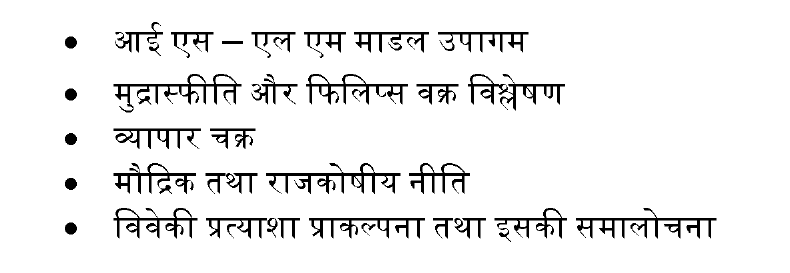 • आई एस – एल एम माडल उपागम
• मुद्रास्फीति और फिलिप्स वक्र विश्लेषण
• व्यापार चक्र
• मौद्रिक तथा राजकोषीय नीति
• विवेकी प्रत्याशा प्राकल्पना तथा इसकी समालोचना